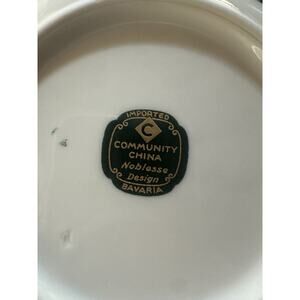 IMPORTED
C
COMMUNITY
CHINA
Noblesse
Design
BAVARIA